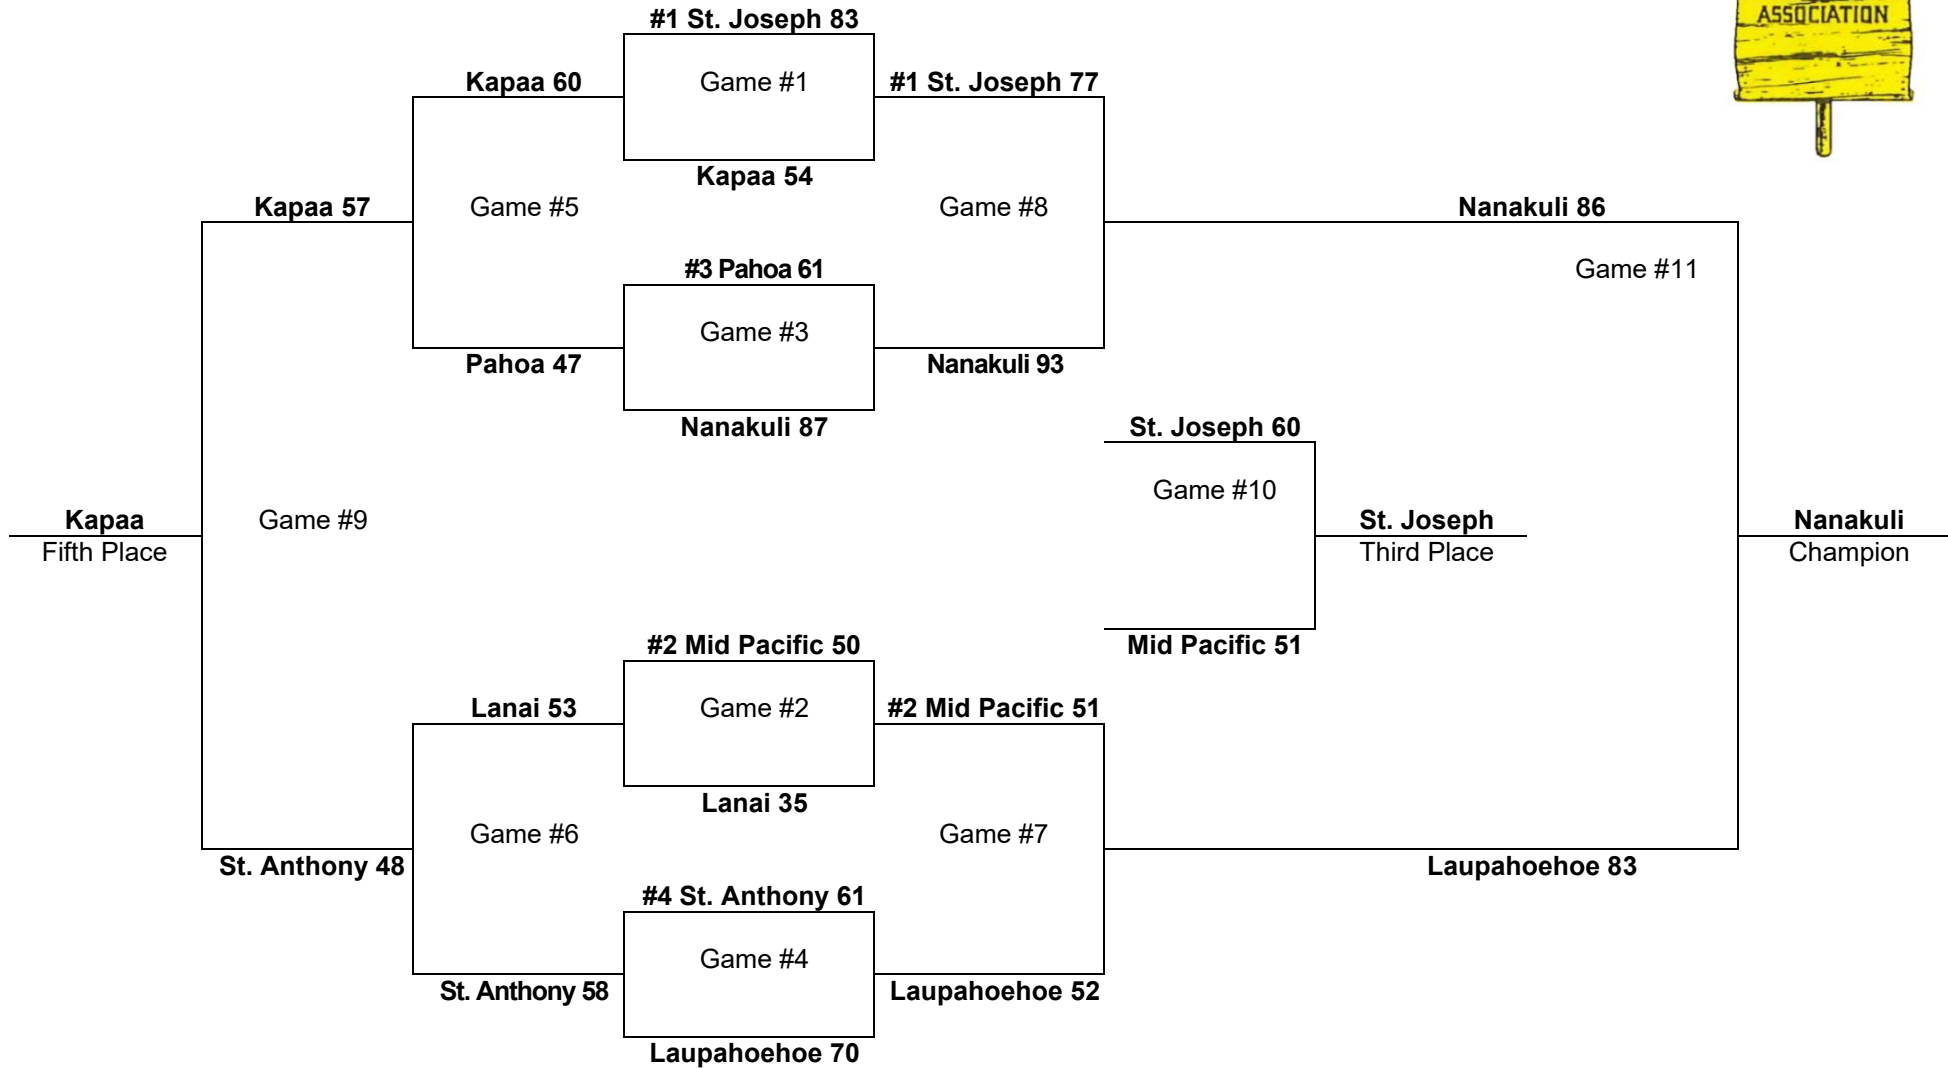 ASSOCIATION
#1 St. Joseph 83
Kapaa 60
Game #1
#1 St. Joseph 77
Kapaa 54
Kapaa 57
Game #5
Game #8
Nanakuli 86
#3 Pahoa 61
Game #11
Game #3
Pahoa 47
Nanakuli 93
Nanakuli 87
St. Joseph 60
Game #10
Kapaa
Game #9
St. Joseph
Nanakuli
Fifth Place
Third Place
Champion
#2 Mid Pacific 50
Mid Pacific 51
Lanai 53
Game #2
#2 Mid Pacific 51
Lanai 35
Game #6
Game #7
St. Anthony 48
Laupahoehoe 83
#4 St. Anthony 61
Game #4
St. Anthony 58
Laupahoehoe 52
Laupahoehoe 70